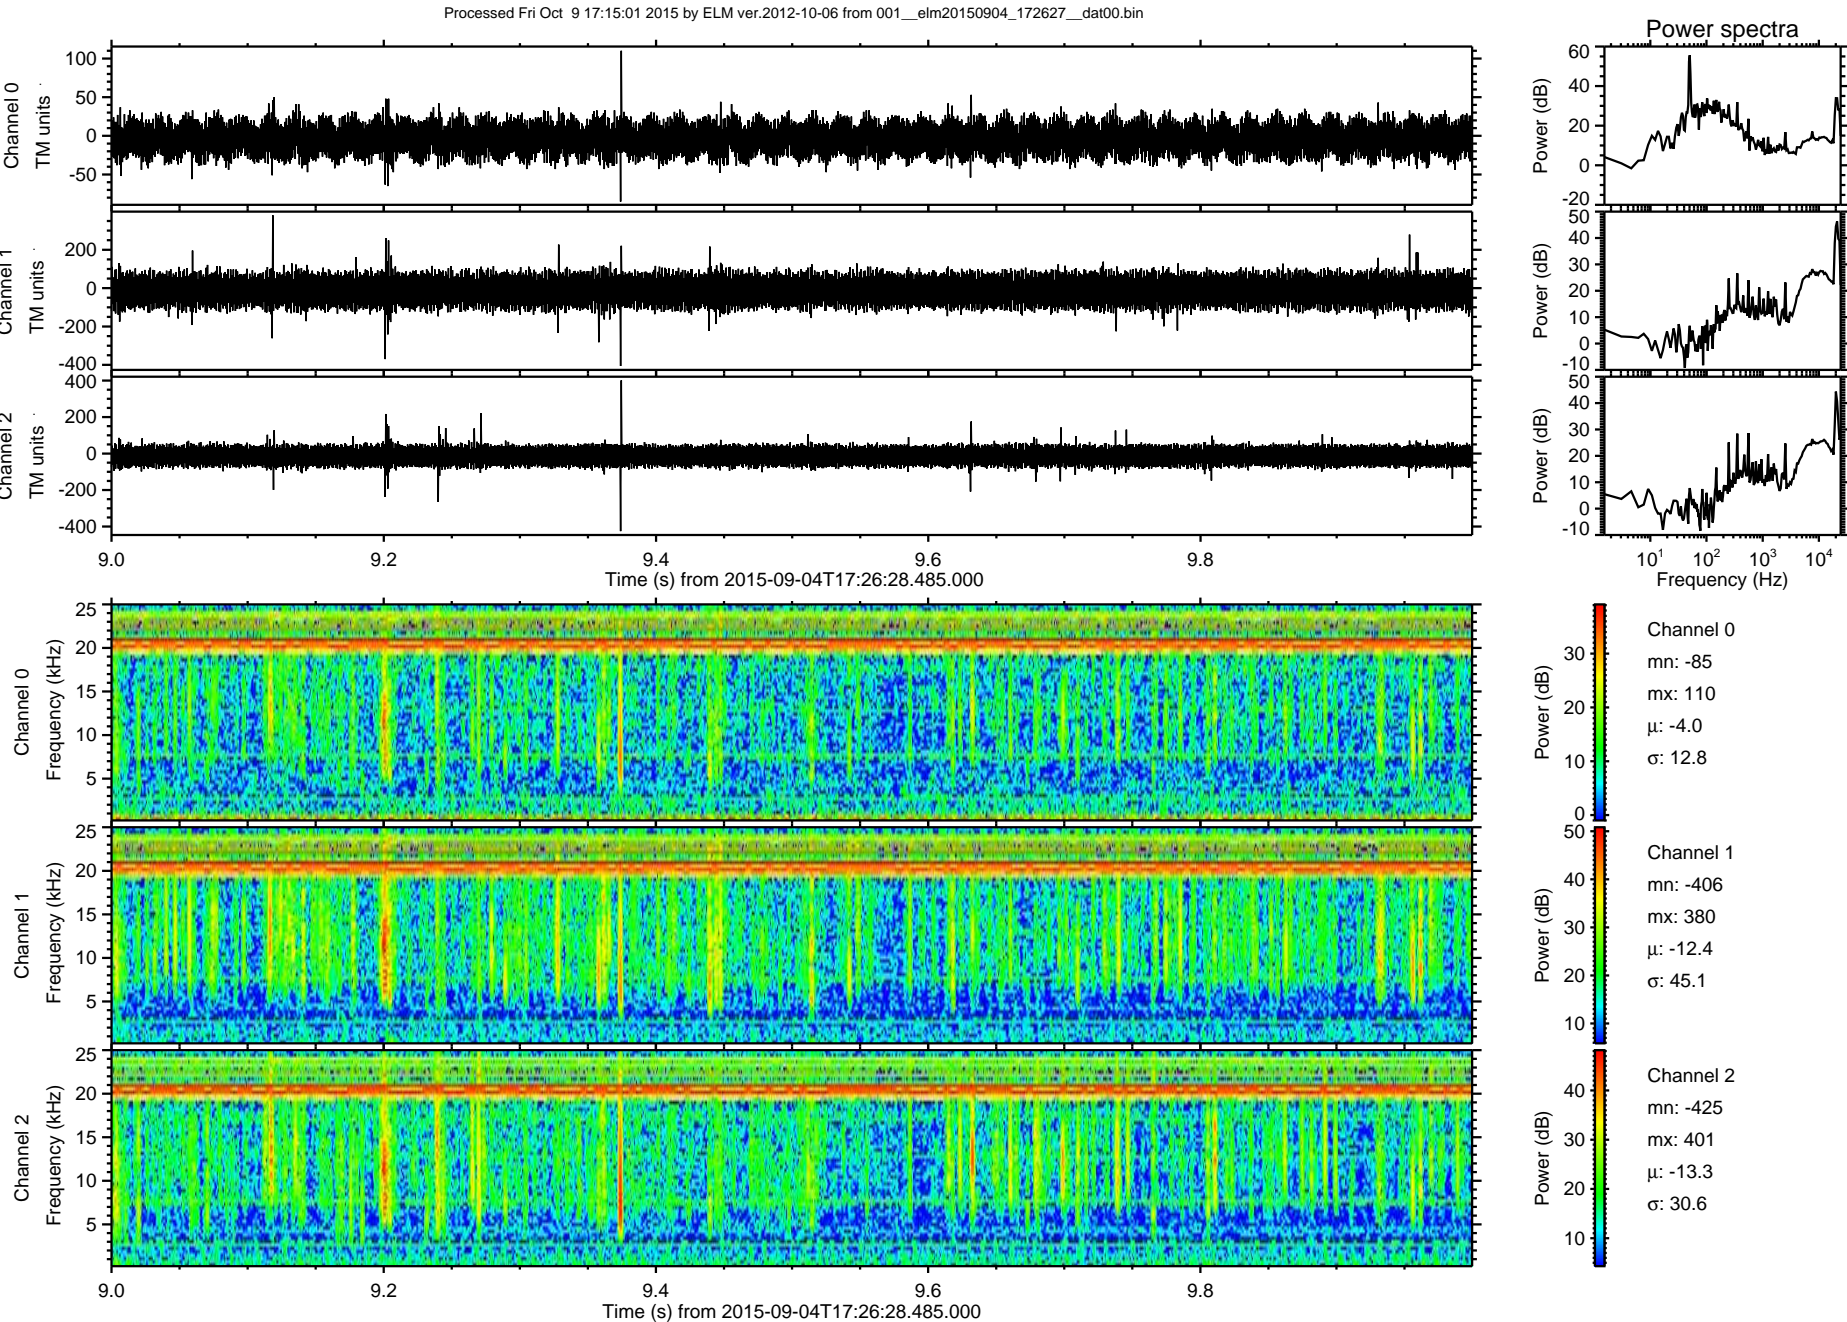 Processed Fri Oct  9 17:15:01 2015 by ELM ver.2012-10-06 from 001__elm20150904_172627__dat00.bin
Power spectra
Channel 0
TM units
100
50
0
-50
Power (dB)
60
40
20
0
-20
Channel 1
TM units
200
0
-200
-400
Power (dB)
50
40
30
20
10
0
-10
Channel 2
TM units
400
200
0
-200
-400
Power (dB)
50
40
30
20
10
0
-10
9.0 9.2 9.4 9.6 9.8
Time (s) from 2015-09-04T17:26:28.485.000
10¹ 10² 10³ 10⁴
Frequency (Hz)
Channel 0
Frequency (kHz)
25
20
15
10
5
Power (dB)
30
20
10
0
Channel 0
mn: -85
mx: 110
μ: -4.0
σ: 12.8
Channel 1
Frequency (kHz)
25
20
15
10
5
Power (dB)
50
40
30
20
10
Channel 1
mn: -406
mx: 380
μ: -12.4
σ: 45.1
Channel 2
Frequency (kHz)
25
20
15
10
5
Power (dB)
40
30
20
10
Channel 2
mn: -425
mx: 401
μ: -13.3
σ: 30.6
9.0 9.2 9.4 9.6 9.8
Time (s) from 2015-09-04T17:26:28.485.000